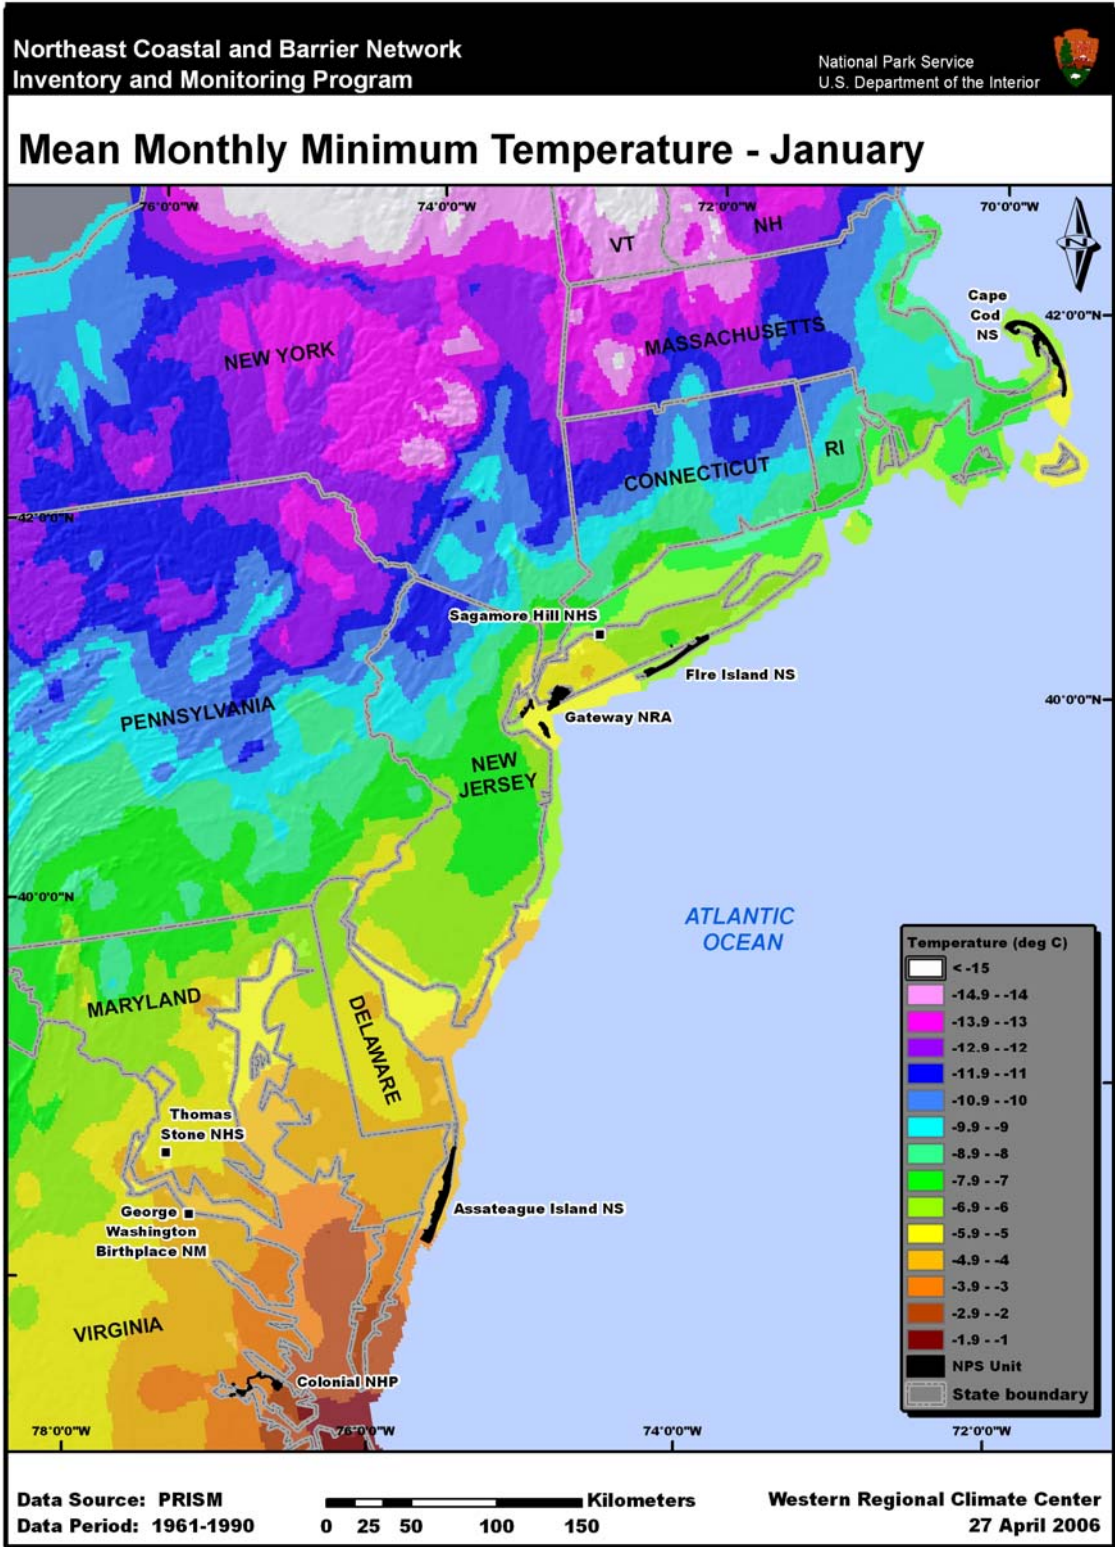 Northeast Coastal and Barrier Network
Inventory and Monitoring Program
National Park Service
U.S. Department of the Interior
Mean Monthly Minimum Temperature - January
76°0'0"W
74°0'0"W
72°0'0"W
70°0'0"W
VT
NH
N
Cape
Cod
NS
42°0'0"N
NEW YORK
MASSACHUSETTS
RI
CONNECTICUT
42°0'0"N
Sagamore Hill NHS
FIre Island NS
40°0'0"N
PENNSYLVANIA
Gateway NRA
NEW
JERSEY
40°0'0"N
ATLANTIC
OCEAN
MARYLAND
DELAWARE
Thomas
Stone NHS
George
Washington
Birthplace NM
Assateague Island NS
VIRGINIA
Colonial NHP
Temperature (deg C)
< -15
-14.9 - -14
-13.9 - -13
-12.9 - -12
-11.9 - -11
-10.9 - -10
-9.9 - -9
-8.9 - -8
-7.9 - -7
-6.9 - -6
-5.9 - -5
-4.9 - -4
-3.9 - -3
-2.9 - -2
-1.9 - -1
NPS Unit
State boundary
78°0'0"W
76°0'0"W
74°0'0"W
72°0'0"W
Data Source: PRISM
Data Period: 1961-1990
Kilometers
0 25 50 100 150
Western Regional Climate Center
27 April 2006